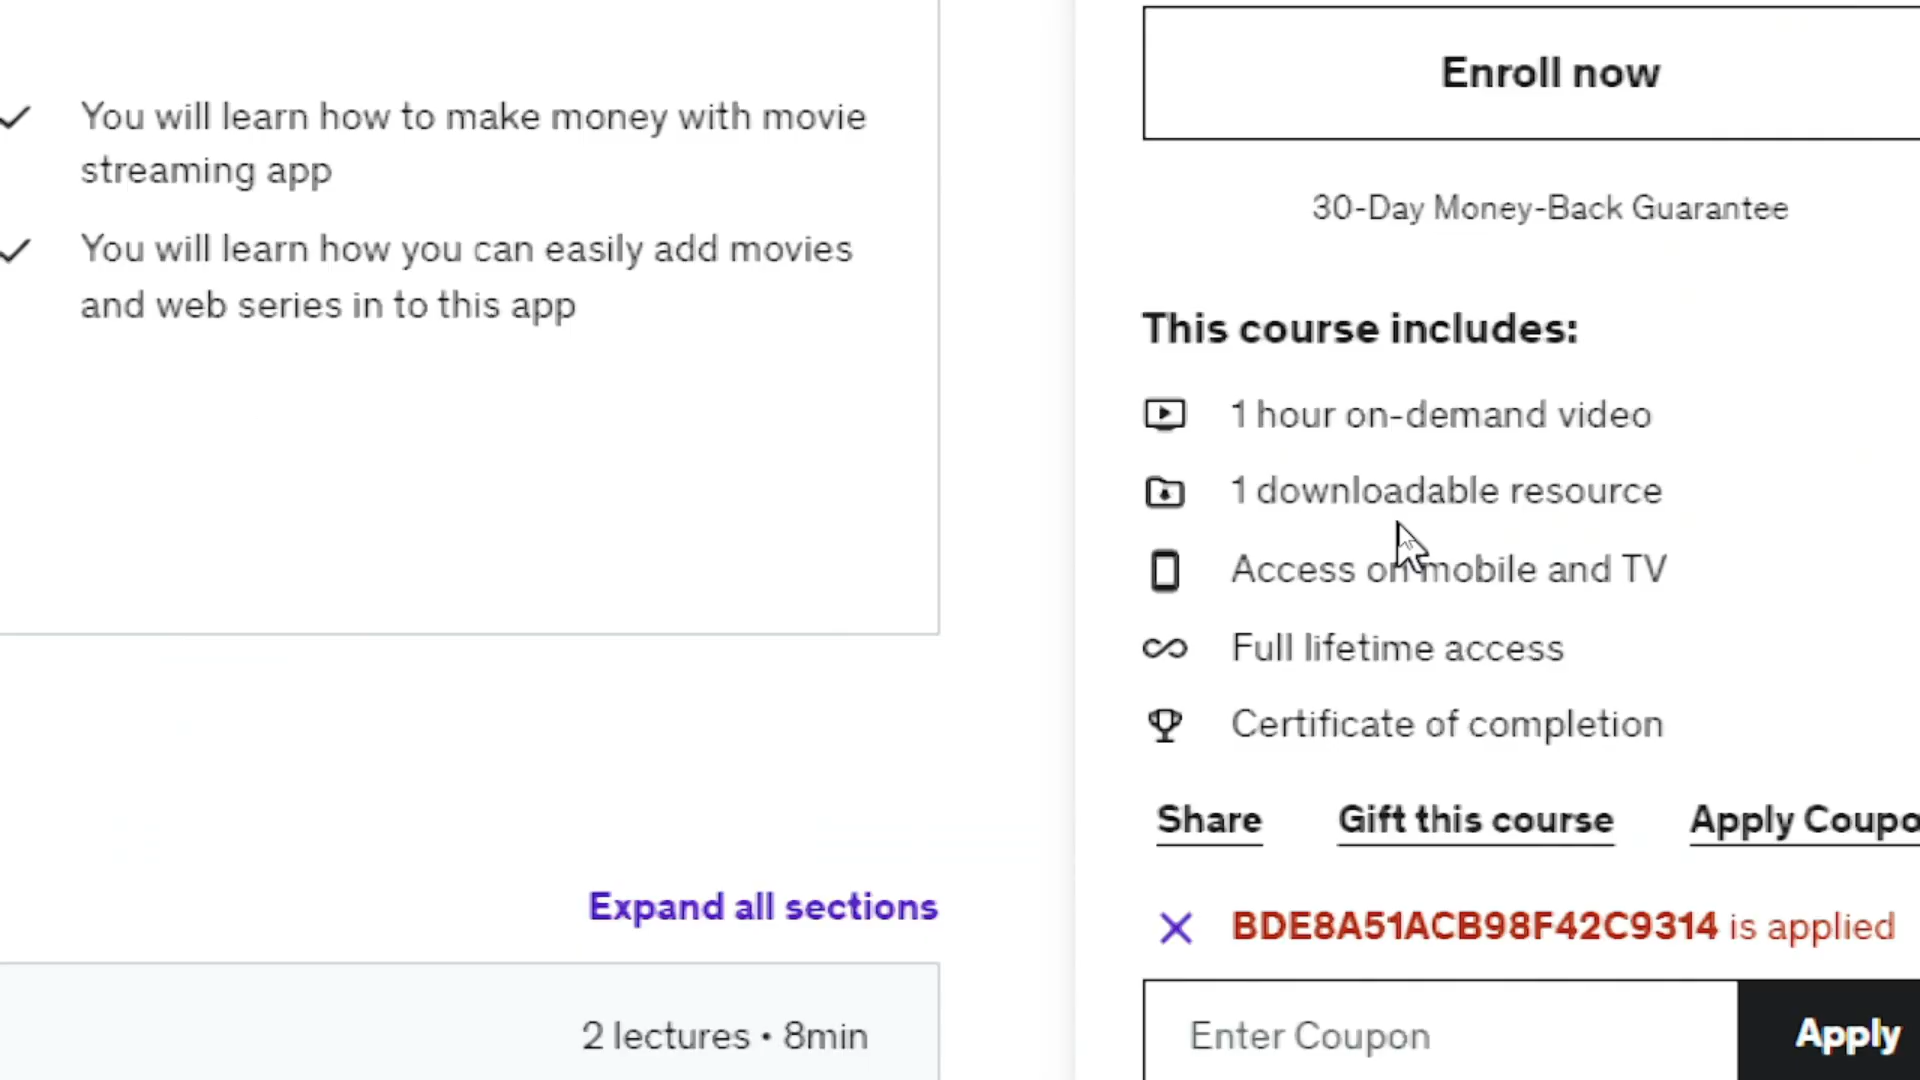 You will learn how to make money with movie
streaming app
You will learn how you can easily add movies
and web series in to this app
Expand all sections
2 lectures • 8min
Enroll now
30-Day Money-Back Guarantee
This course includes:
1 hour on-demand video
1 downloadable resource
Access on mobile and TV
Full lifetime access
Certificate of completion
Share Gift this course Apply Coupo
BDE8A51ACB98F42C9314 is applied
Enter Coupon Apply